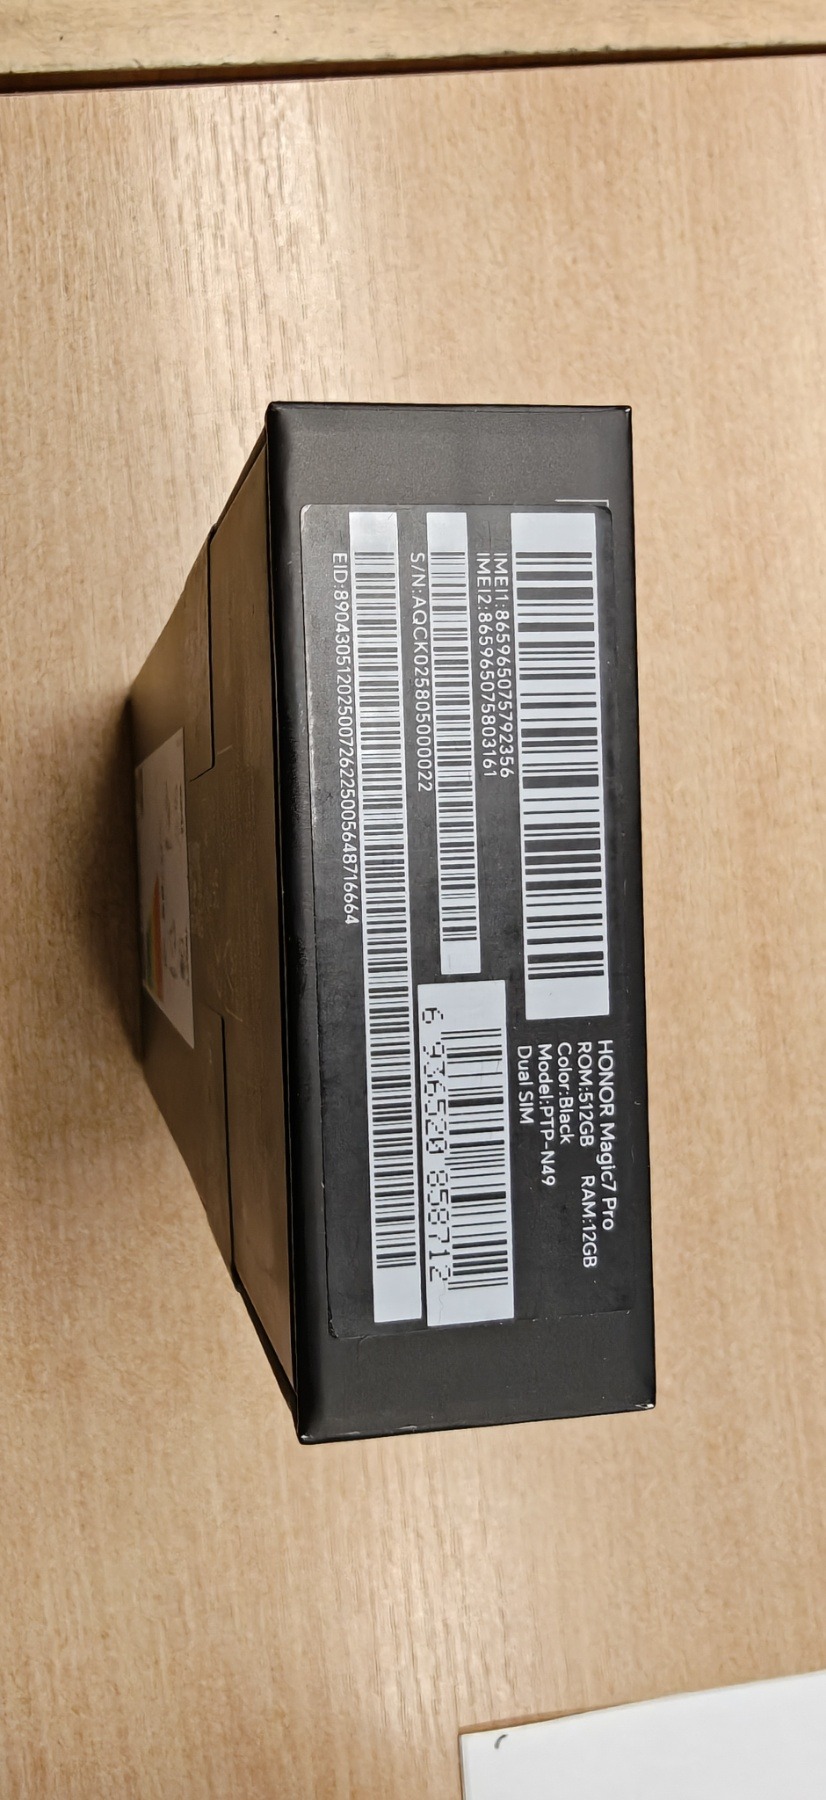 HONOR Magic7 Pro
ROM:512GB RAM:12GB
Color:Black
Model:PTP-N49
Dual SIM
IMEI1:865965075792356
IMEI2:865965075803161
S/N:AQCK025805000022
6 936520 858712
EID:89043051202500726225005648716664